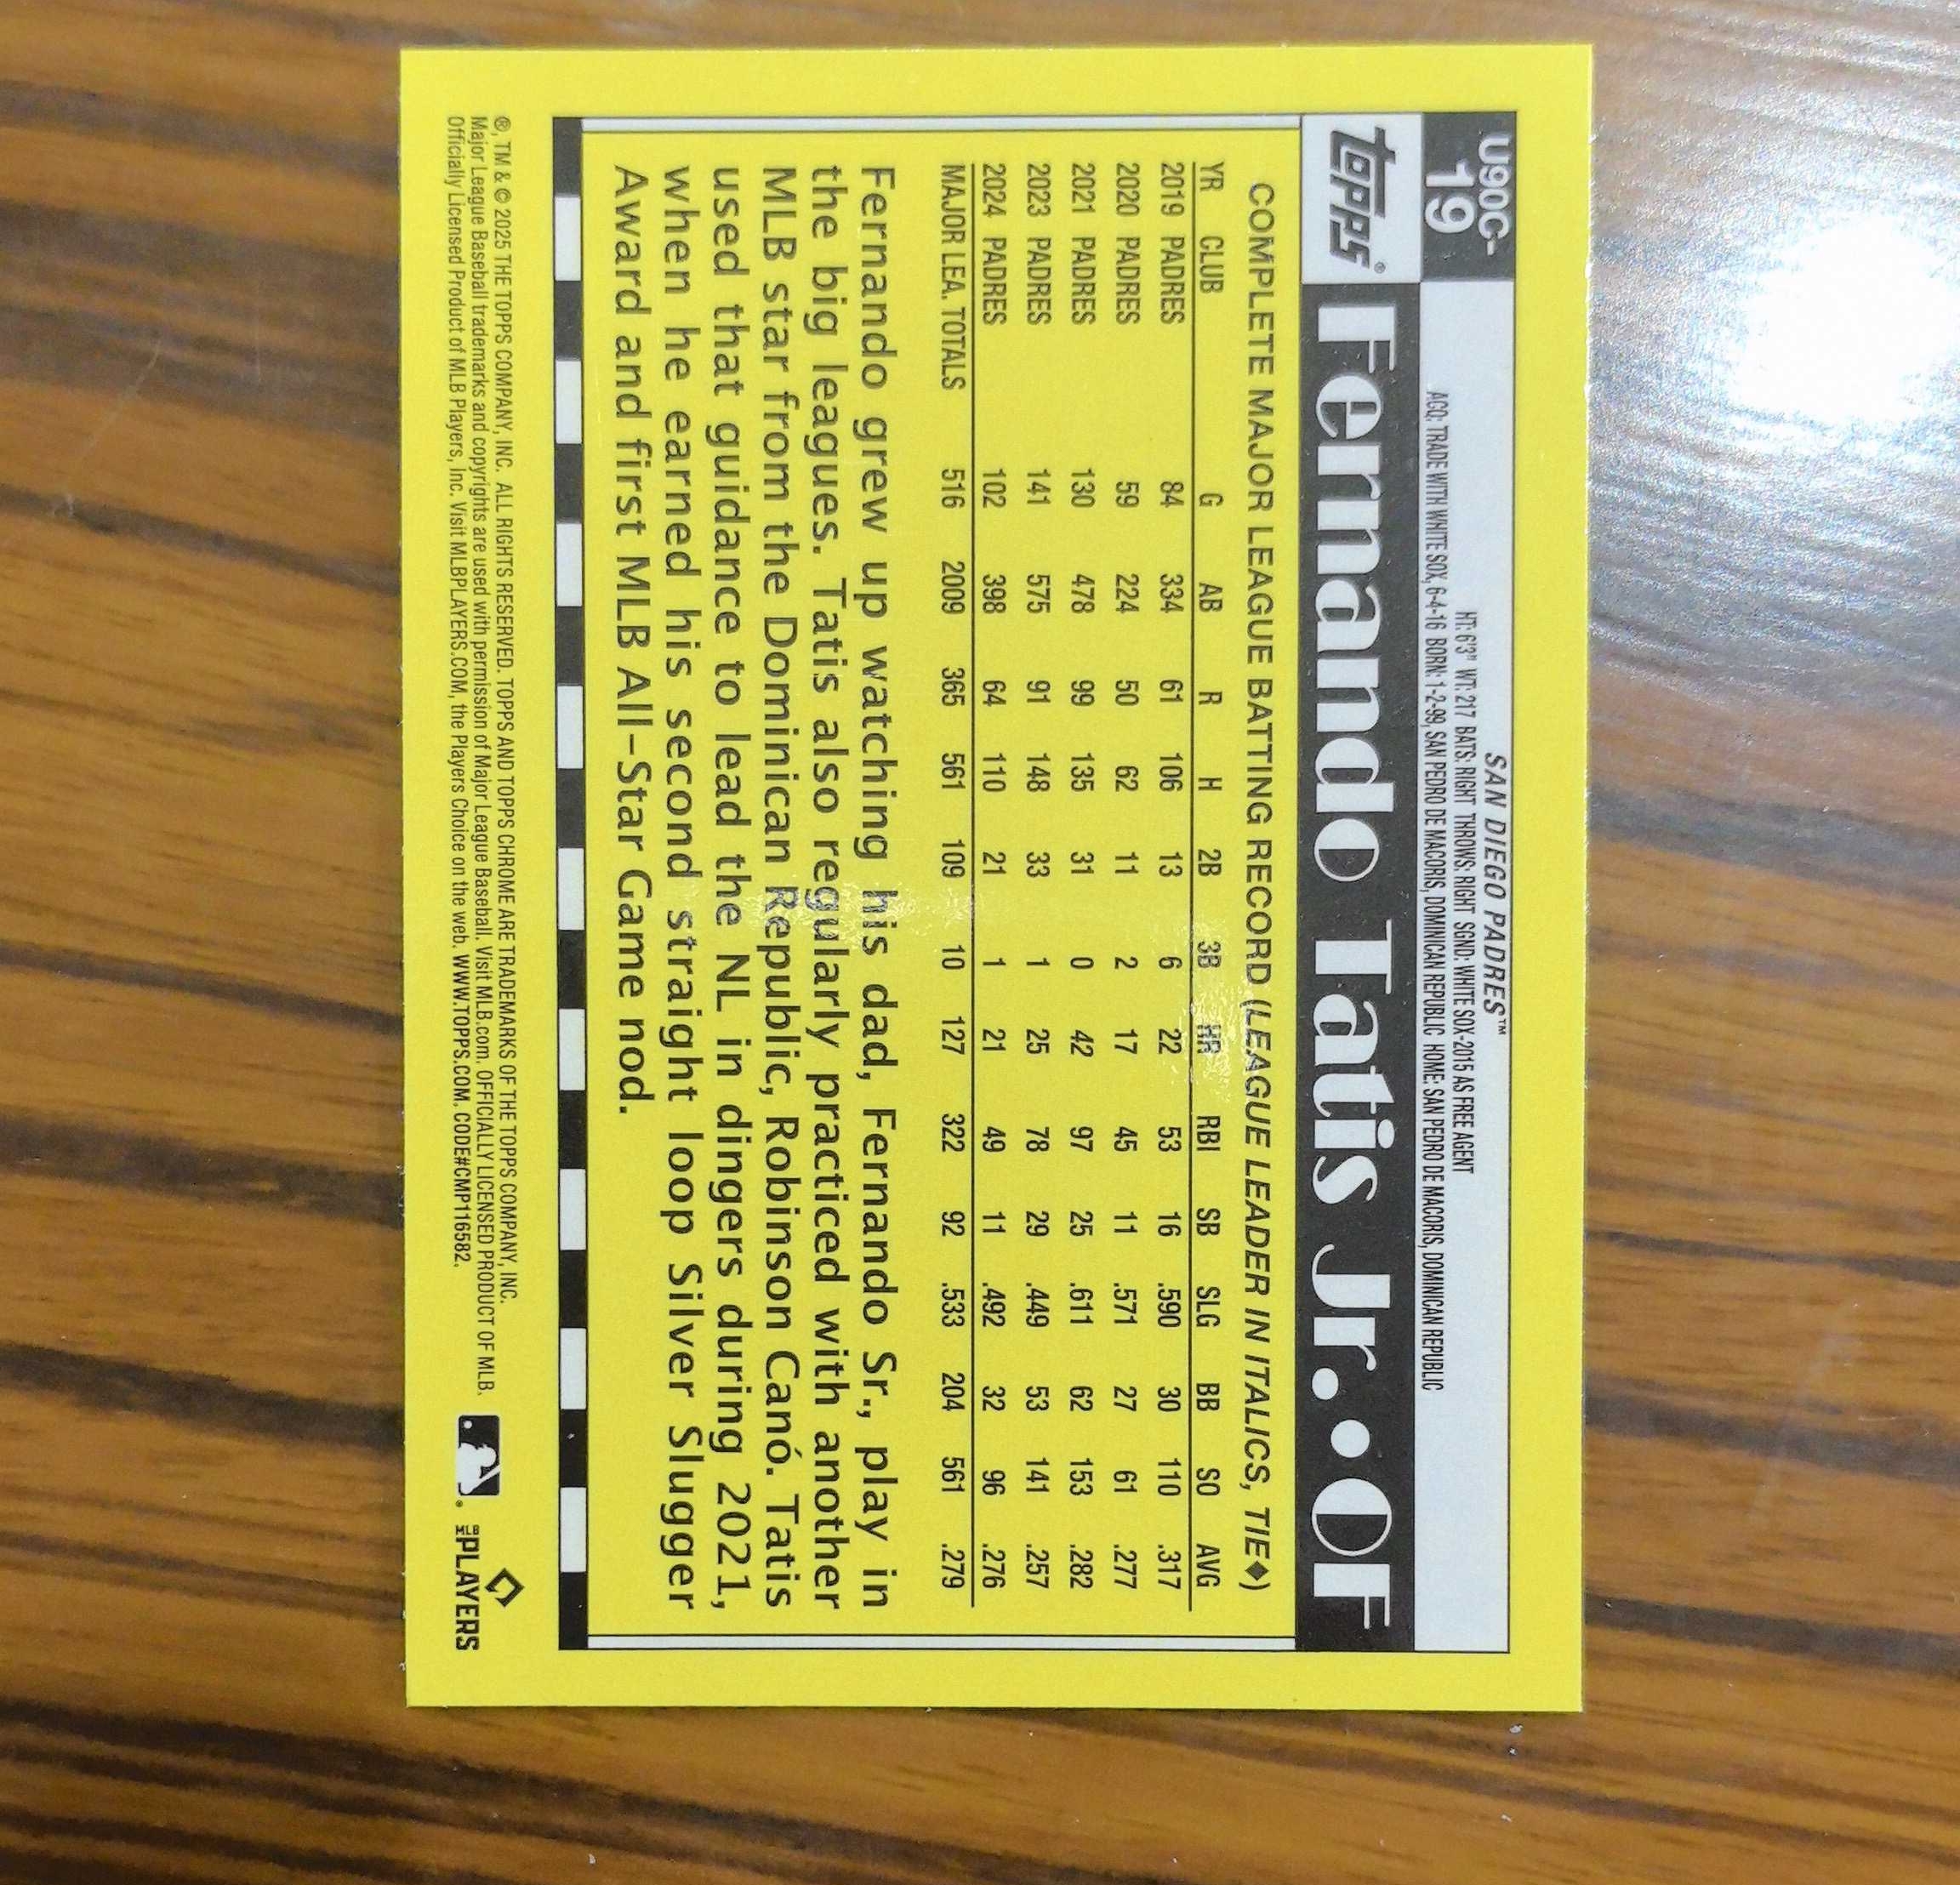 U90C-
19
SAN DIEGO PADRES™
HT: 6'3" WT: 217 BATS: RIGHT THROWS: RIGHT SGND: WHITE SOX-2015 AS FREE AGENT
ACQ: TRADE WITH WHITE SOX, 6-4-16 BORN: 1-2-99, SAN PEDRO DE MACORIS, DOMINICAN REPUBLIC HOME: SAN PEDRO DE MACORIS, DOMINICAN REPUBLIC
topps® Fernando Tatis Jr. • OF
COMPLETE MAJOR LEAGUE BATTING RECORD (LEAGUE LEADER IN ITALICS, TIE◆)
YR CLUB G AB R H 2B 3B HR RBI SB SLG BB SO AVG
2019 PADRES 84 334 61 106 13 6 22 53 16 .590 30 110 .317
2020 PADRES 59 224 50 62 11 2 17 45 11 .571 27 61 .277
2021 PADRES 130 478 99 135 31 0 42 97 25 .611 62 153 .282
2023 PADRES 141 575 91 148 33 1 25 78 29 .449 53 141 .257
2024 PADRES 102 398 64 110 21 1 21 49 11 .492 32 96 .276
MAJOR LEA. TOTALS 516 2009 365 561 109 10 127 322 92 .533 204 561 .279
Fernando grew up watching his dad, Fernando Sr., play in
the big leagues. Tatis also regularly practiced with another
MLB star from the Dominican Republic, Robinson Canó. Tatis
used that guidance to lead the NL in dingers during 2021,
when he earned his second straight loop Silver Slugger
Award and first MLB All-Star Game nod.
®, TM & © 2025 THE TOPPS COMPANY, INC. ALL RIGHTS RESERVED. TOPPS AND TOPPS CHROME ARE TRADEMARKS OF THE TOPPS COMPANY, INC.
Major League Baseball trademarks and copyrights are used with permission of Major League Baseball. Visit MLB.com. OFFICIALLY LICENSED PRODUCT OF MLB.
Officially Licensed Product of MLB Players, Inc. Visit MLBPLAYERS.COM, the Players Choice on the web. WWW.TOPPS.COM. CODE#CMP116582.
MLB PLAYERS